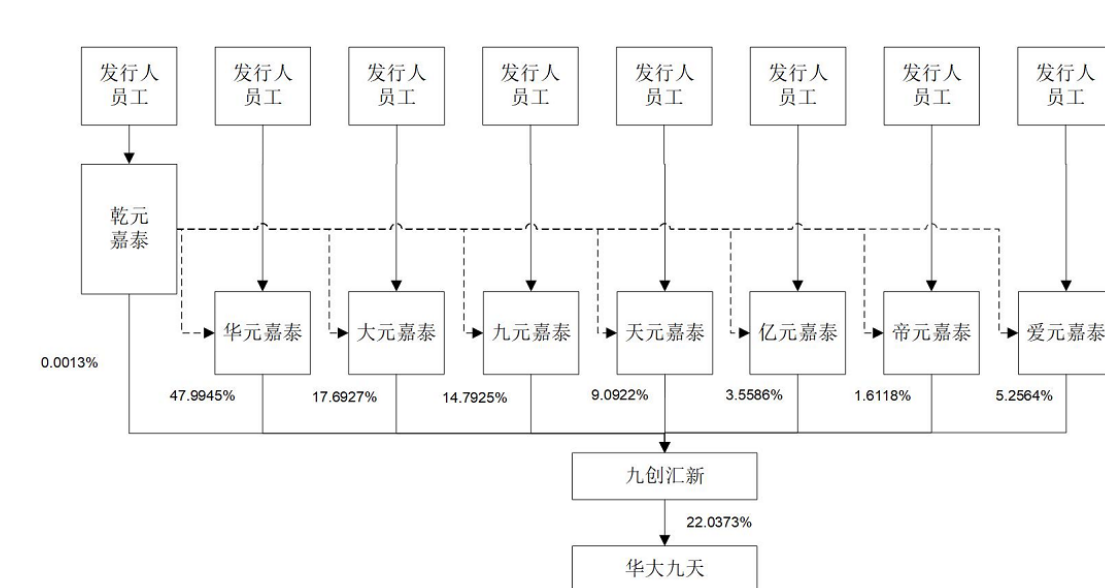 发行人
员工
发行人
员工
发行人
员工
发行人
员工
发行人
员工
发行人
员工
发行人
员工
发行人
员工
乾元
嘉泰
华元嘉泰
大元嘉泰
九元嘉泰
天元嘉泰
亿元嘉泰
帝元嘉泰
爱元嘉泰
0.0013%
47.9945%
17.6927%
14.7925%
9.0922%
3.5586%
1.6118%
5.2564%
九创汇新
22.0373%
华大九天